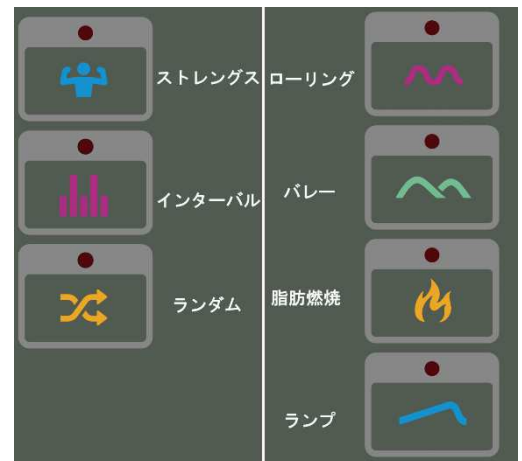 ストレングス
インターバル
ランダム
ローリング
バレー
脂肪燃焼
ランプ